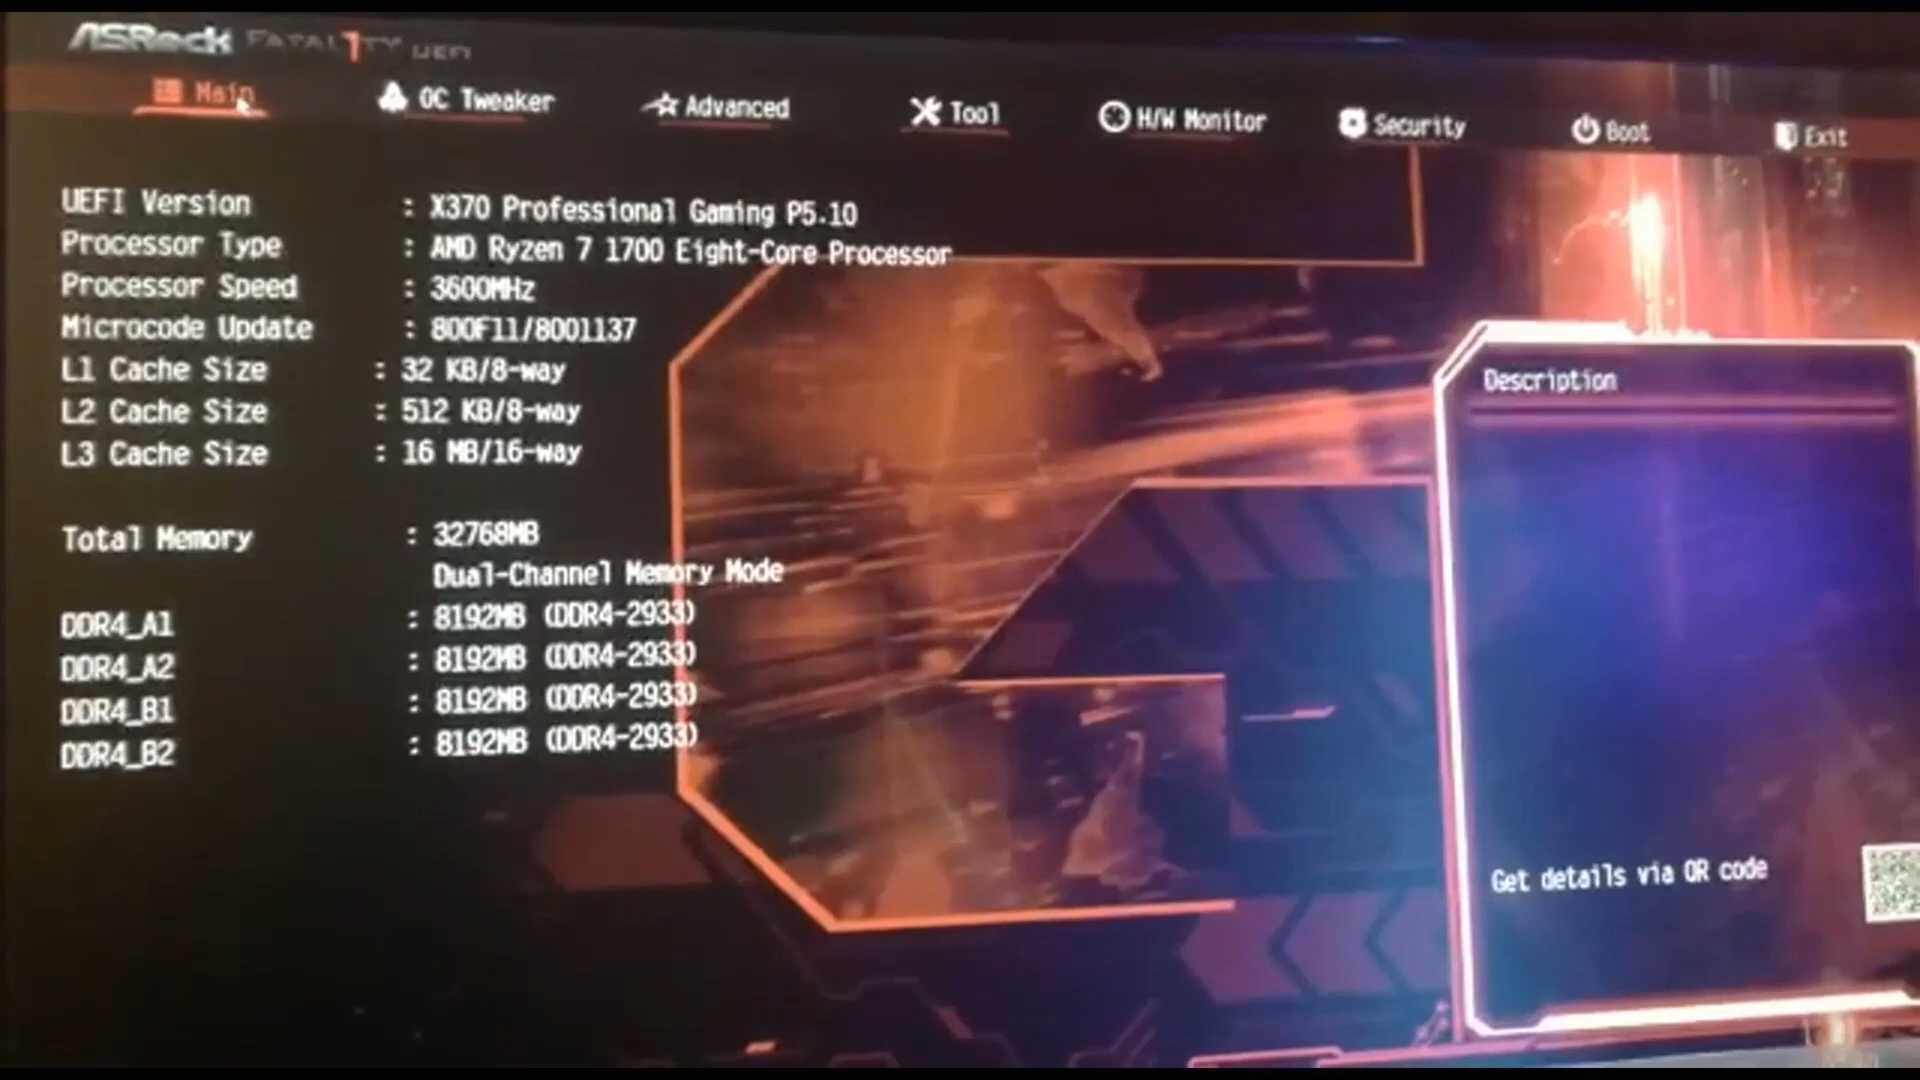 ASRock FATAL1TY UEFI
Main OC Tweaker Advanced Tool H/W Monitor Security Boot Exit
UEFI Version : X370 Professional Gaming P5.10
Processor Type : AMD Ryzen 7 1700 Eight-Core Processor
Processor Speed : 3600MHz
Microcode Update : 800F11/8001137
L1 Cache Size : 32 KB/8-way
L2 Cache Size : 512 KB/8-way
L3 Cache Size : 16 MB/16-way
Total Memory : 32768MB
Dual-Channel Memory Mode
DDR4_A1 : 8192MB (DDR4-2933)
DDR4_A2 : 8192MB (DDR4-2933)
DDR4_B1 : 8192MB (DDR4-2933)
DDR4_B2 : 8192MB (DDR4-2933)
Description
Get details via QR code